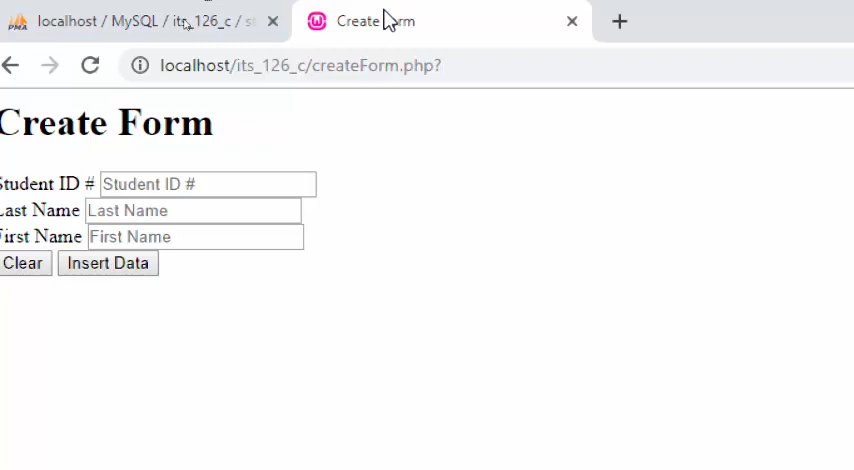 localhost / MySQL / its_126_c /
Create Form
localhost/its_126_c/createForm.php?
Create Form
Student ID # Student ID #
Last Name Last Name
First Name First Name
Clear Insert Data